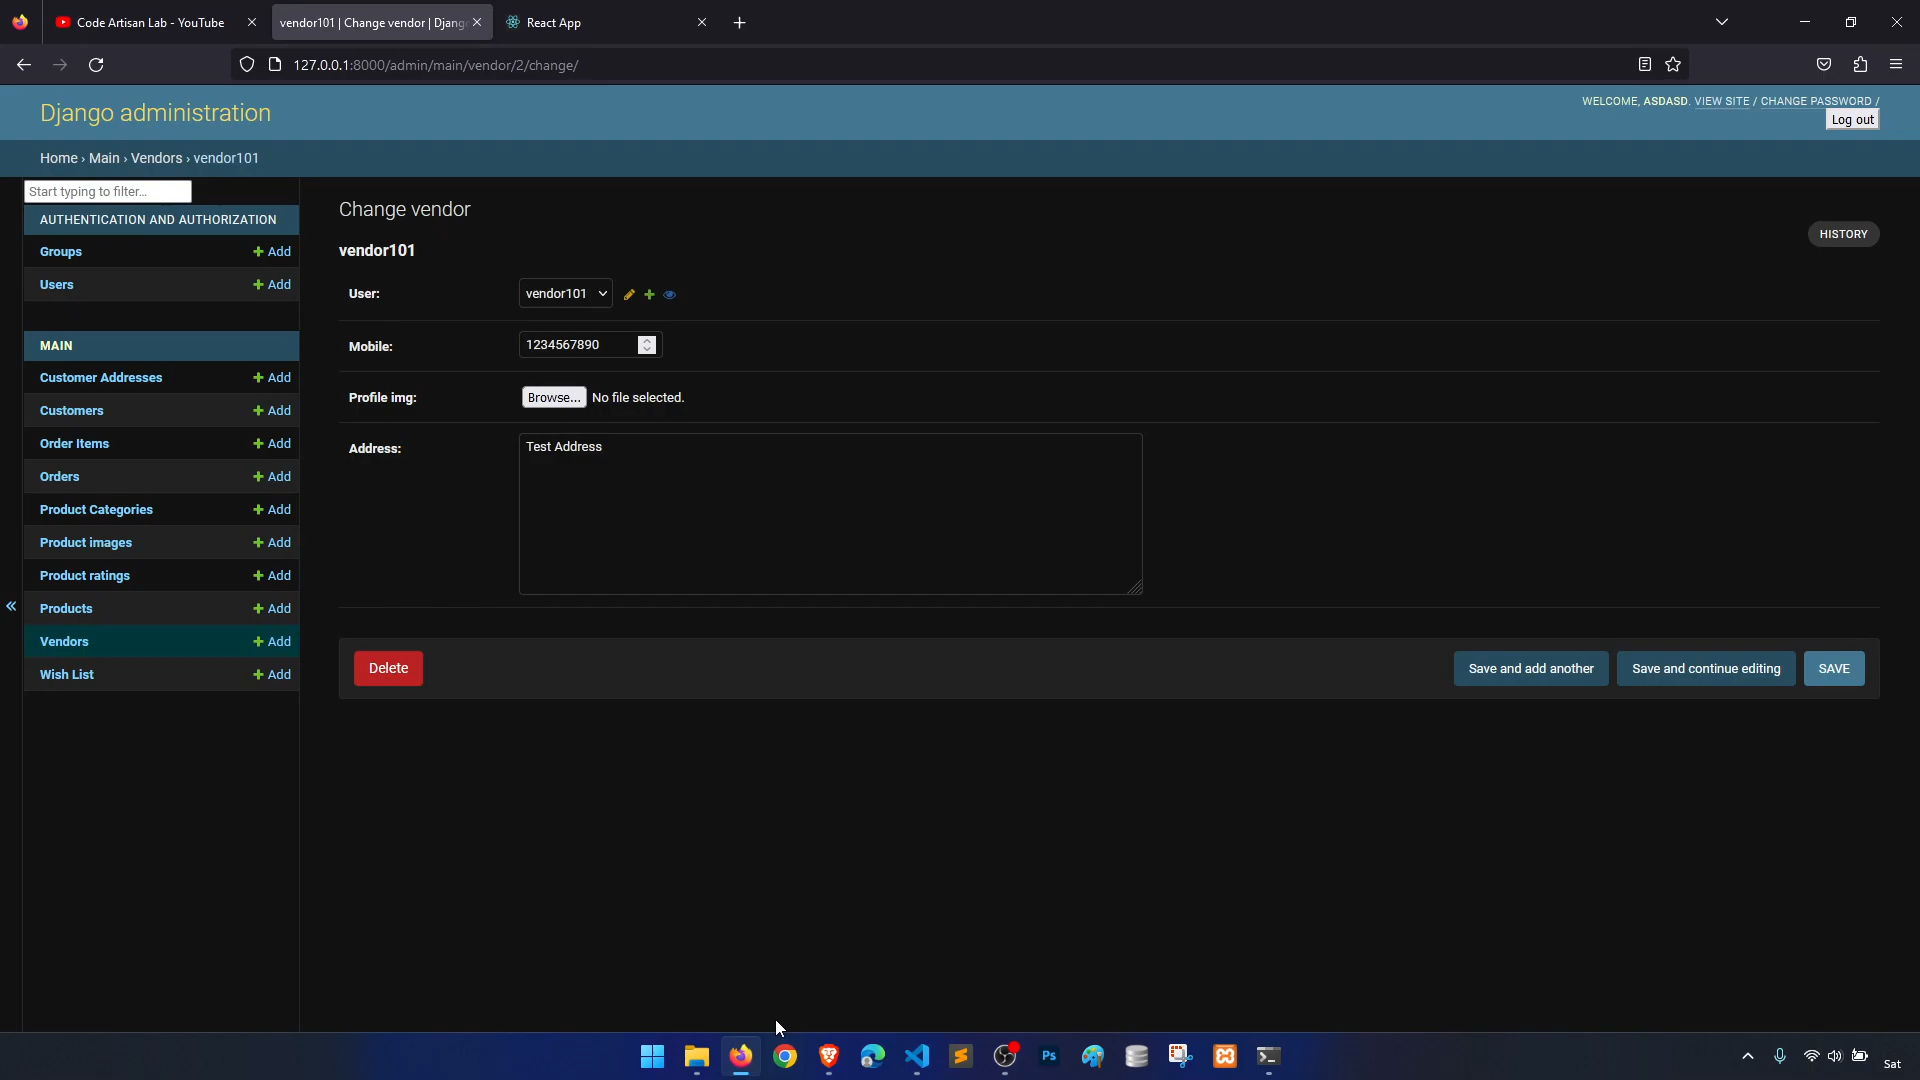 Code Artisan Lab - YouTube
vendor101 | Change vendor | Djang
React App
127.0.0.1:8000/admin/main/vendor/2/change/
Django administration
WELCOME, ASDASD. VIEW SITE / CHANGE PASSWORD /
Log out
Home › Main › Vendors › vendor101
Start typing to filter...
AUTHENTICATION AND AUTHORIZATION
Groups Add
Users Add
MAIN
Customer Addresses Add
Customers Add
Order Items Add
Orders Add
Product Categories Add
Product images Add
Product ratings Add
Products Add
Vendors Add
Wish List Add
«
Change vendor
HISTORY
vendor101
User: vendor101
Mobile: 1234567890
Profile img: Browse... No file selected.
Address: Test Address
Delete
Save and add another
Save and continue editing
SAVE
Ps
Sat